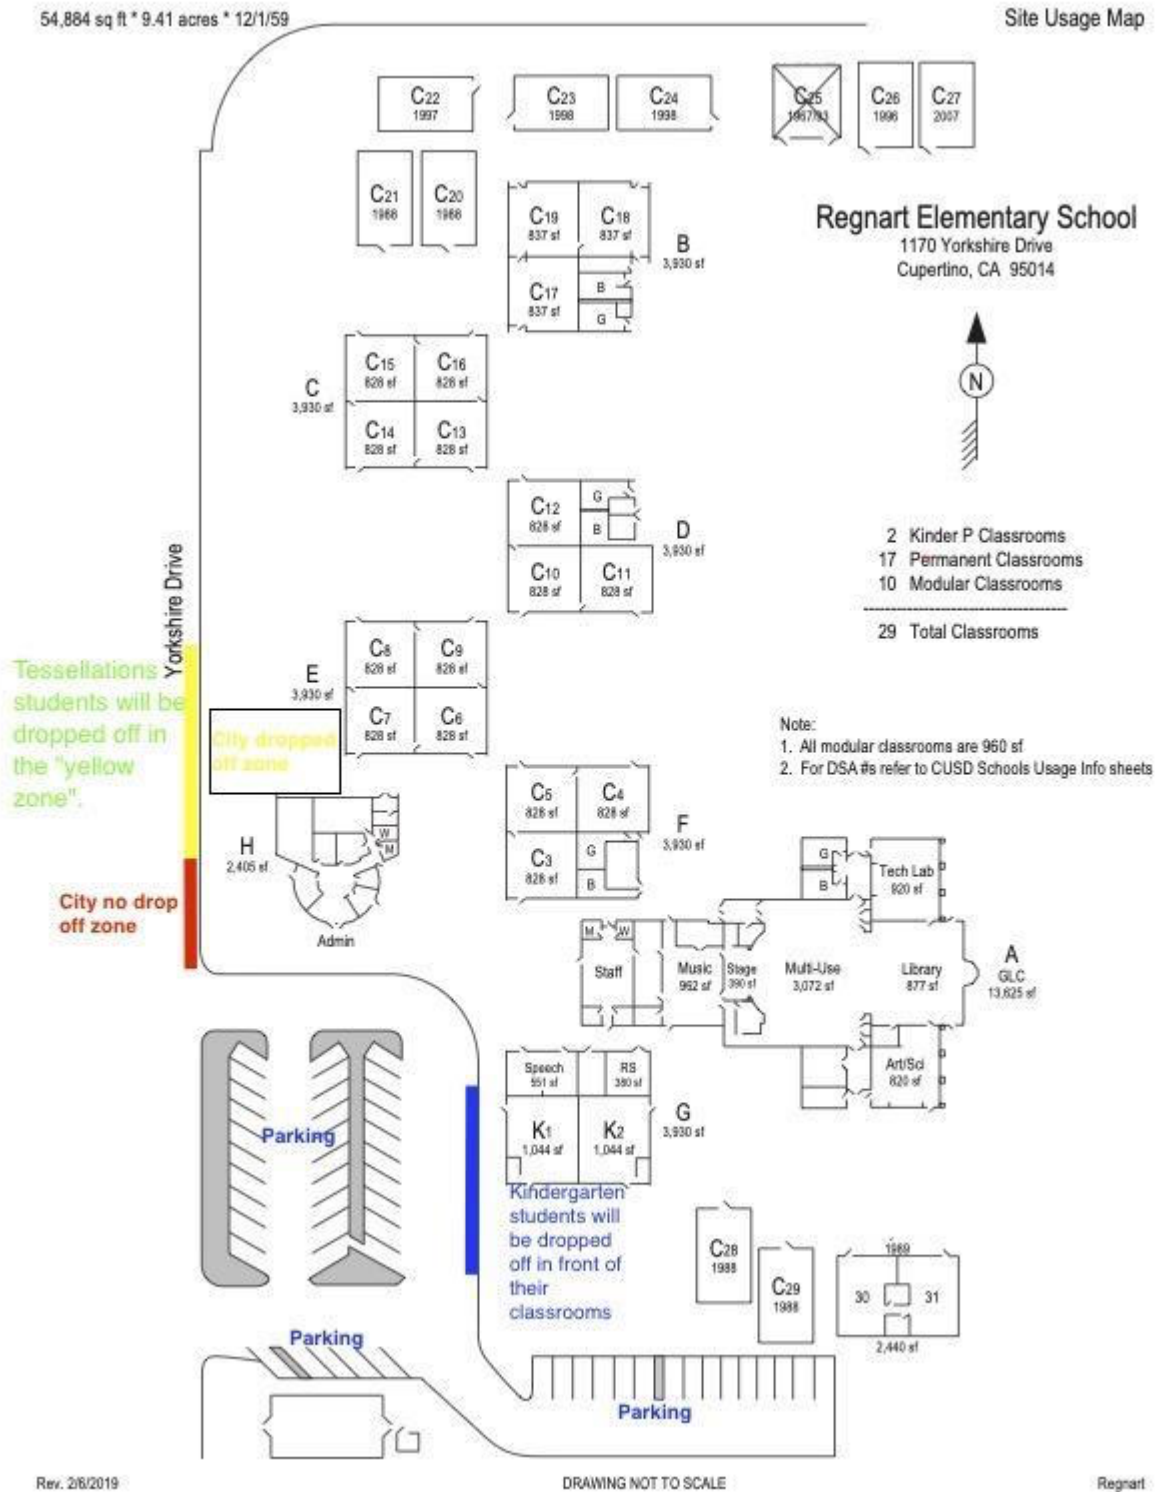 54,884 sq ft * 9.41 acres * 12/1/59
Site Usage Map
C22
1997
C23
1998
C24
1998
C25
1967/93
C26
1996
C27
2007
C21
1988
C20
1988
C19
837 sf
C18
837 sf
B
3,930 sf
C17
837 sf
B
G
Regnart Elementary School
1170 Yorkshire Drive
Cupertino, CA 95014
N
C15
828 sf
C16
828 sf
C
3,930 sf
C14
828 sf
C13
828 sf
C12
828 sf
G
B
D
3,930 sf
C10
828 sf
C11
828 sf
2 Kinder P Classrooms
17 Permanent Classrooms
10 Modular Classrooms
29 Total Classrooms
Yorkshire Drive
C8
828 sf
C9
828 sf
E
3,930 sf
C7
828 sf
C6
828 sf
Tessellations
students will be
dropped off in
the "yellow
zone".
City dropped
off zone
Note:
1. All modular classrooms are 960 sf
2. For DSA #s refer to CUSD Schools Usage Info sheets
C5
828 sf
C4
828 sf
F
3,930 sf
C3
828 sf
G
B
H
2,405 sf
W
M
Admin
City no drop
off zone
G
B
Tech Lab
920 sf
M
W
Staff
Music
962 sf
Stage
390 sf
Multi-Use
3,072 sf
Library
877 sf
A
GLC
13,625 sf
Art/Sci
820 sf
Speech
551 sf
RS
380 sf
G
3,930 sf
K1
1,044 sf
K2
1,044 sf
Parking
Kindergarten
students will
be dropped
off in front of
their
classrooms
C28
1988
C29
1988
1989
30
31
2,440 sf
Parking
Parking
Rev. 2/6/2019
DRAWING NOT TO SCALE
Regnart